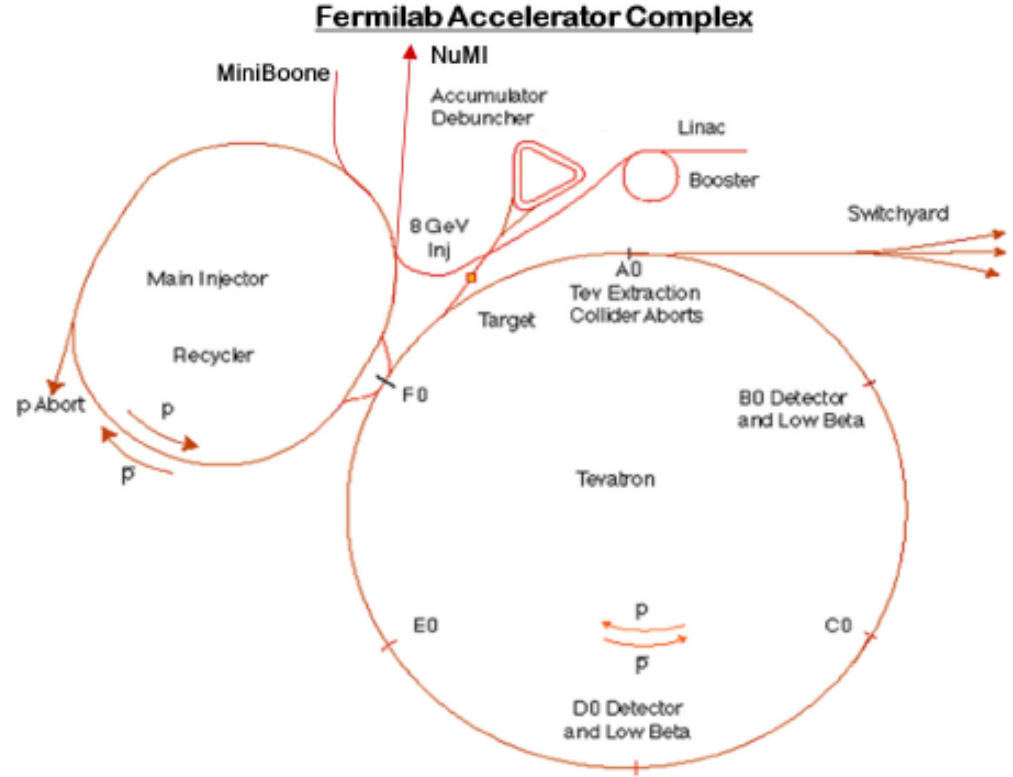 Fermilab Accelerator Complex
NuMI
MiniBoone
Accumulator
Debuncher
Linac
Booster
Switchyard
8 GeV
Inj
A0
Tev Extraction
Collider Aborts
Main Injector
Target
Recycler
F0
p Abort
p
p̅
B0 Detector
and Low Beta
Tevatron
E0
p
p̅
C0
D0 Detector
and Low Beta